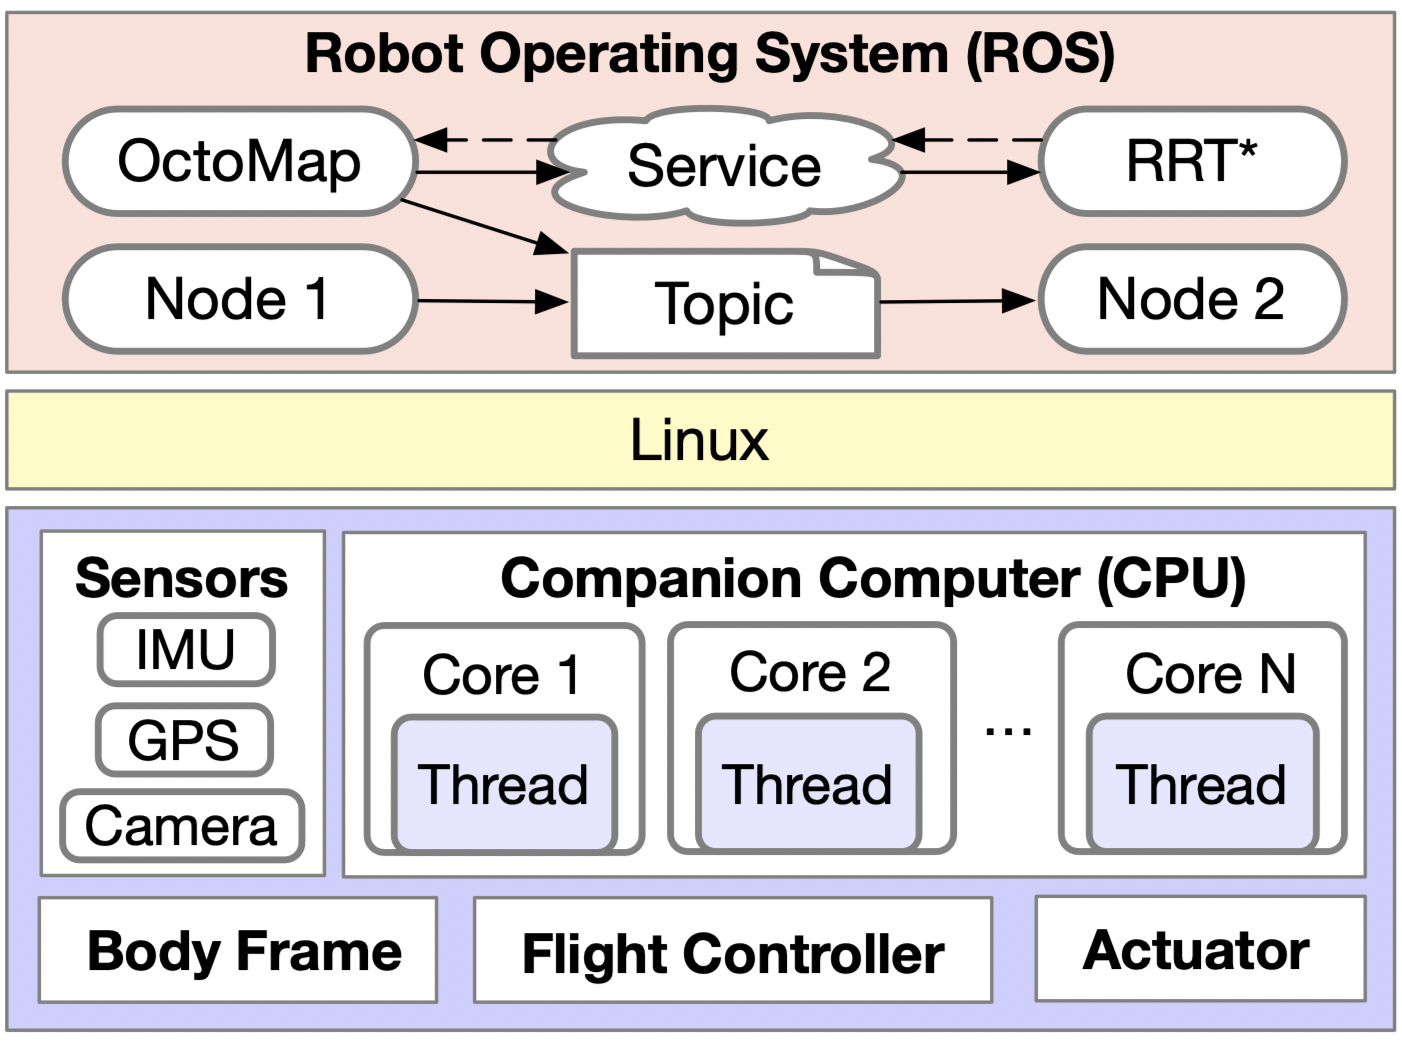 Robot Operating System (ROS)
OctoMap
Service
RRT*
Node 1
Topic
Node 2
Linux
Sensors
IMU
GPS
Camera
Companion Computer (CPU)
Core 1
Thread
Core 2
Thread
...
Core N
Thread
Body Frame
Flight Controller
Actuator